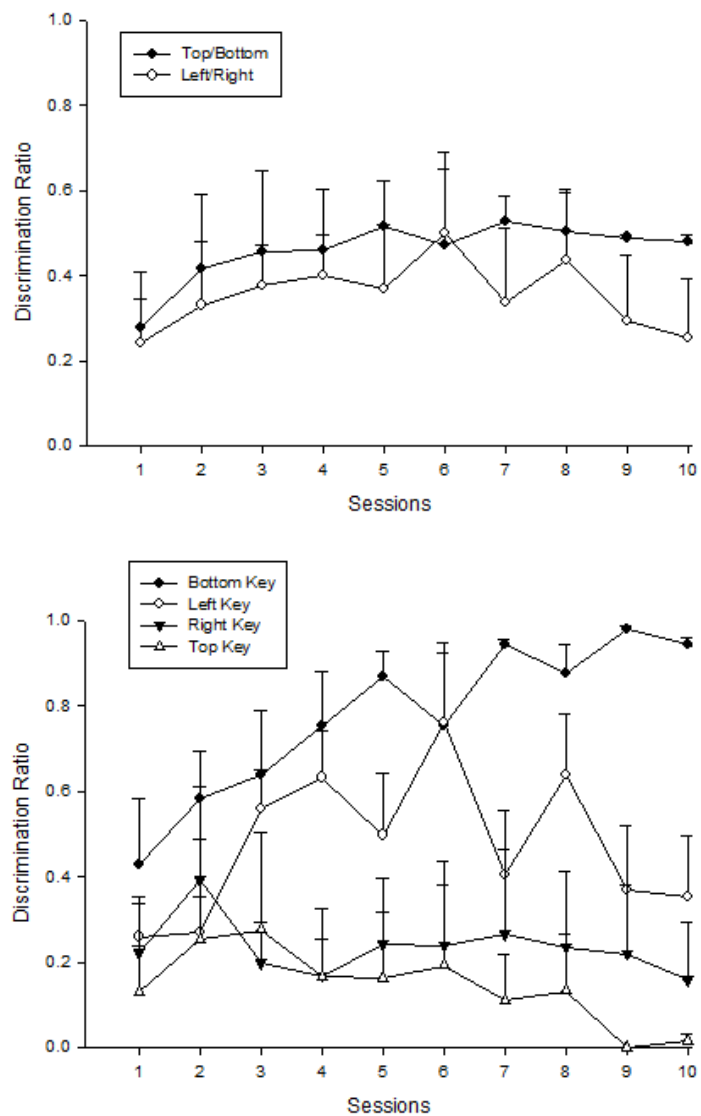 1.0
Top/Bottom
Left/Right
0.8
0.6
0.4
0.2
0.0
Discrimination Ratio
1 2 3 4 5 6 7 8 9 10
Sessions
Bottom Key
Left Key
Right Key
Top Key
1.0
0.8
0.6
0.4
0.2
0.0
Discrimination Ratio
1 2 3 4 5 6 7 8 9 10
Sessions